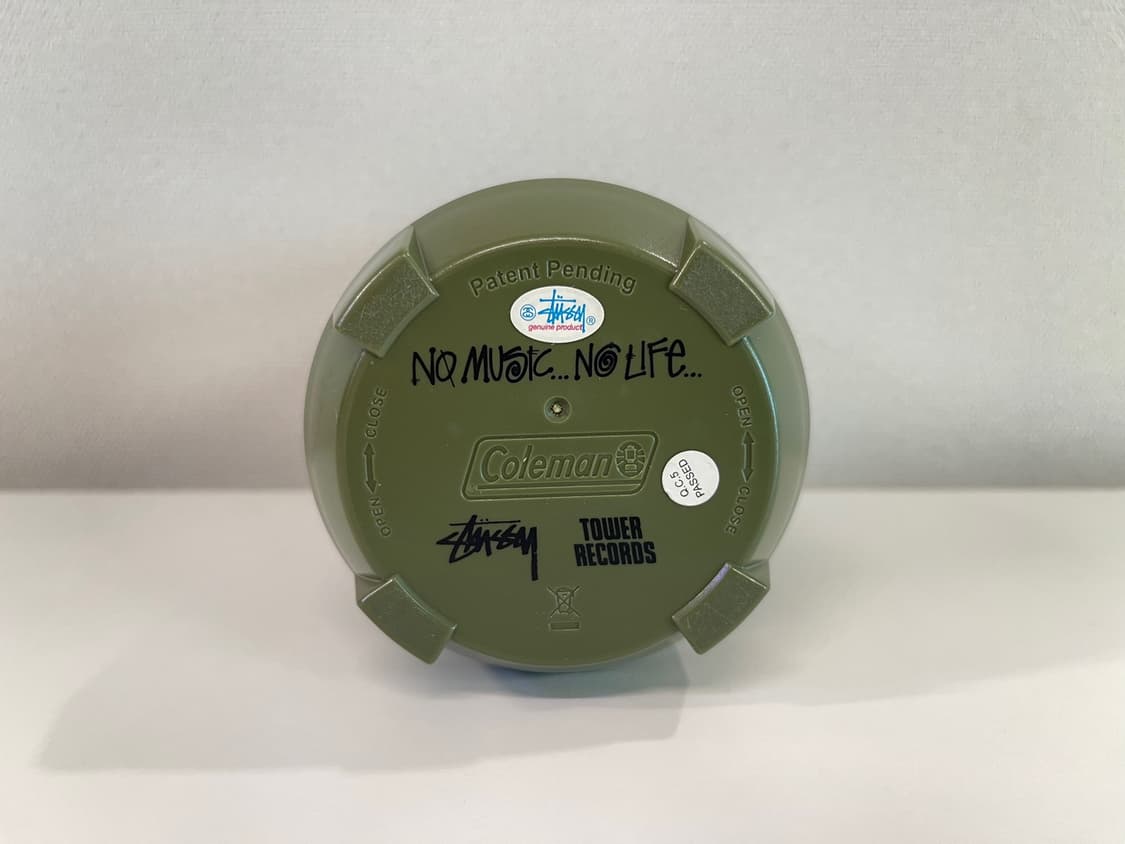 Patent Pending
stüssy ®
genuine product
NO MUSIC... NO LIFE...
OPEN ↔ CLOSE
OPEN ↔ CLOSE
Coleman
Q.C.5
PASSED
stüssy
TOWER
RECORDS